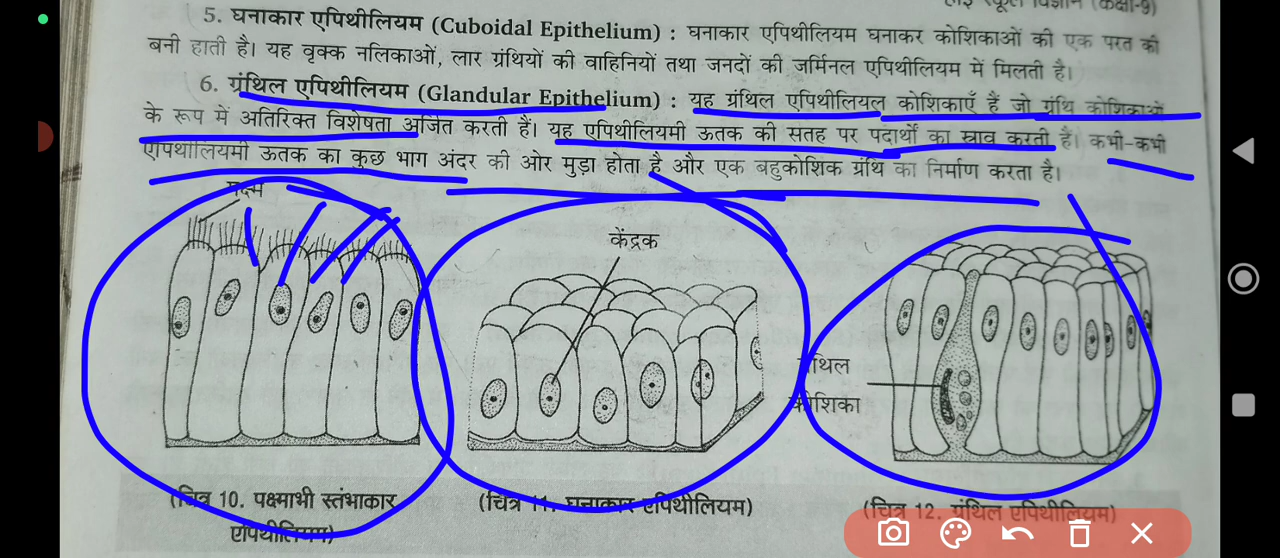 हाई स्कूल विज्ञान (कक्षा-9)
5. घनाकार एपिथीलियम (Cuboidal Epithelium) : घनाकार एपिथीलियम घनाकर कोशिकाओं की एक परत की
बनी हाती है। यह वृक्क नलिकाओं, लार ग्रंथियों की वाहिनियों तथा जनदों की जर्मिनल एपिथीलियम में मिलती है।
6. ग्रंथिल एपिथीलियम (Glandular Epithelium) : यह ग्रंथिल एपिथीलियल कोशिकाएँ हैं जो ग्रंथि कोशिकाओं
के रूप में अतिरिक्त विशेषता अर्जित करती हैं। यह एपिथीलियमी ऊतक की सतह पर पदार्थों का स्राव करती है। कभी-कभी
एपिथीलियमी ऊतक का कुछ भाग अंदर की ओर मुड़ा होता है और एक बहुकोशिक ग्रंथि का निर्माण करता है।
पक्ष्म
केंद्रक
ग्रंथिल
कोशिका
(चित्र 10. पक्ष्माभी स्तंभाकार
एपिथीलियम)
(चित्र 11. घनाकार एपिथीलियम)
(चित्र 12. ग्रंथिल एपिथीलियम)